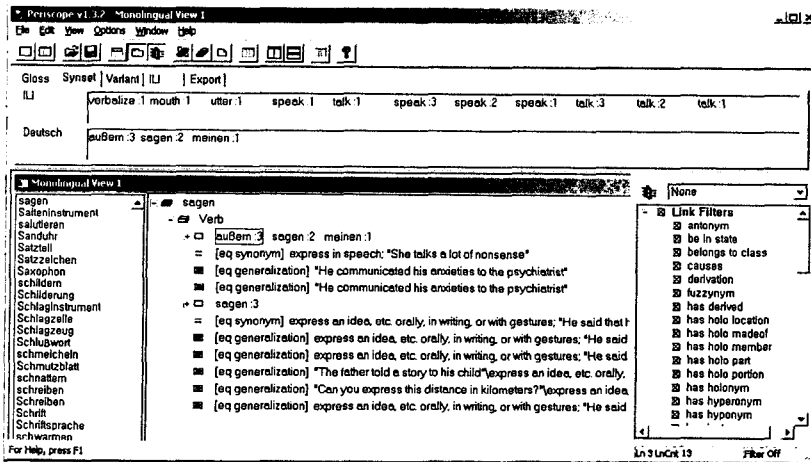 Periscope v1.3.2 - Monolingual View 1
File Edit View Options Window Help
Gloss Synset Variant ILI Export
ILI verbalize :1 mouth :1 utter :1 speak :1 talk :1 speak :3 speak :2 speak :1 talk :3 talk :2 talk :1
Deutsch äußern :3 sagen :2 meinen :1
Monolingual View 1
sagen
Saiteninstrument
salutieren
Sanduhr
Satzteil
Satzzeichen
Saxophon
schildern
Schilderung
Schlaginstrument
Schlagzeile
Schlagzeug
Schlußwort
schmeicheln
Schmutzblatt
schnattern
schreiben
Schreiben
Schrift
Schriftsprache
schwärmen
sagen
Verb
äußern :3 sagen :2 meinen :1
= [eq synonym] express in speech; "She talks a lot of nonsense"
[eq generalization] "He communicated his anxieties to the psychiatrist"
[eq generalization] "He communicated his anxieties to the psychiatrist"
sagen :3
= [eq synonym] express an idea, etc. orally, in writing, or with gestures; "He said that h
[eq generalization] express an idea, etc. orally, in writing, or with gestures; "He said
[eq generalization] express an idea, etc. orally, in writing, or with gestures; "He said
[eq generalization] "The father told a story to his child"\express an idea, etc. orally,
[eq generalization] "Can you express this distance in kilometers?"\express an idea
[eq generalization] express an idea, etc. orally, in writing, or with gestures; "He said
None
Link Filters
antonym
be in state
belongs to class
causes
derivation
fuzzynym
has derived
has holo location
has holo madeof
has holo member
has holo part
has holo portion
has holonym
has hyperonym
has hyponym
For Help, press F1
Ln 3 LnCnt 13 Filter Off